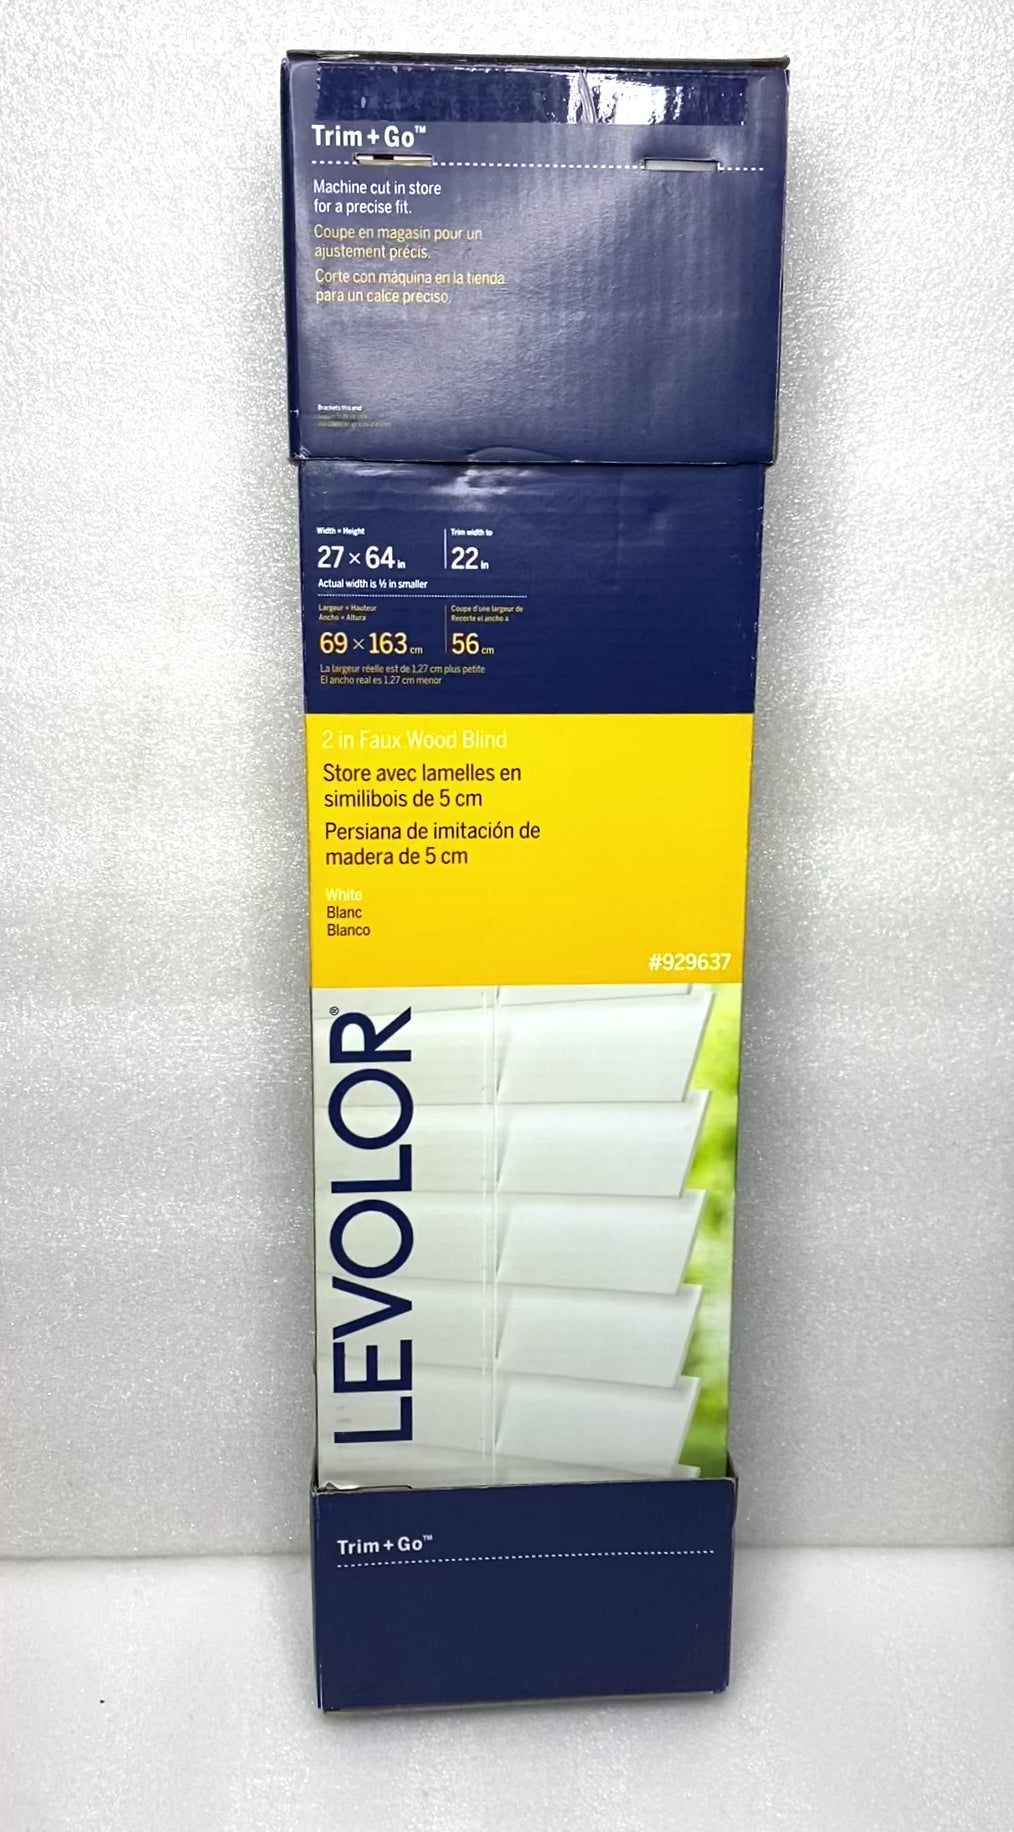 Trim + Go™
Machine cut in store
for a precise fit.
Coupe en magasin pour un
ajustement précis.
Corte con máquina en la tienda
para un calce preciso.
Brackets this end
Width × Height
27 × 64 in
Actual width is ½ in smaller
Trim width to
22 in
Largeur × Hauteur
Ancho × Altura
69 × 163 cm
Coupe d'une largeur de
Recorte el ancho a
56 cm
La largeur réelle est de 1,27 cm plus petite
El ancho real es 1.27 cm menor
2 in Faux Wood Blind
Store avec lamelles en
similibois de 5 cm
Persiana de imitación de
madera de 5 cm
White
Blanc
Blanco
#929637
LEVOLOR®
Trim + Go™